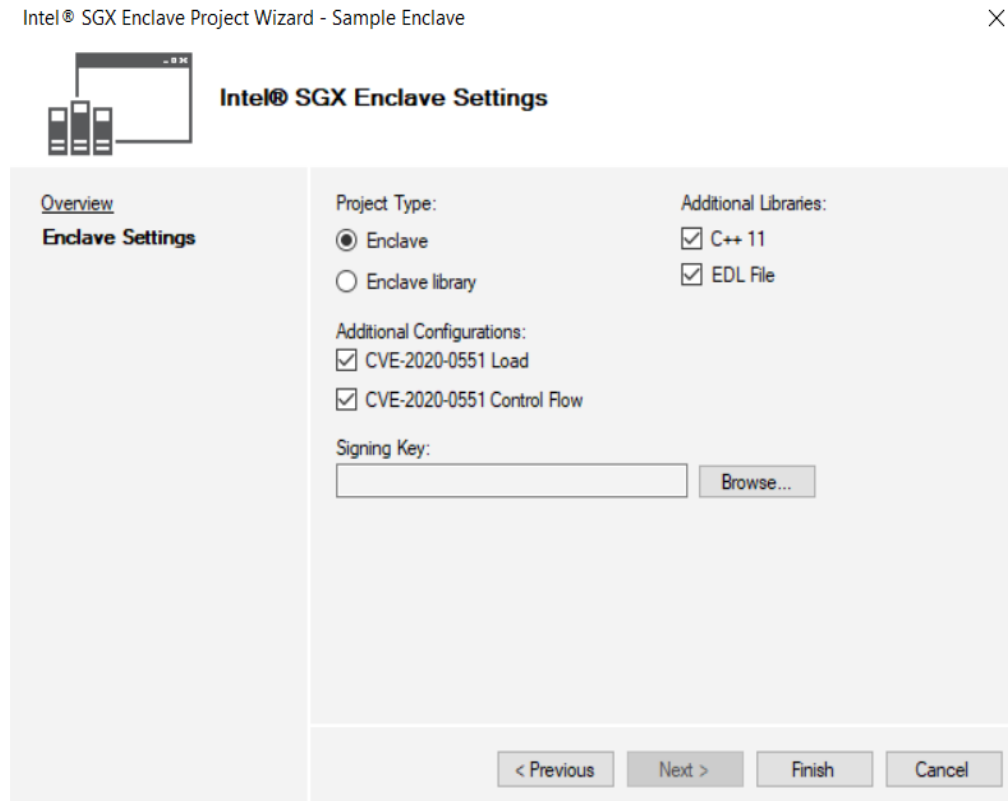 Intel® SGX Enclave Project Wizard - Sample Enclave
Intel® SGX Enclave Settings
Overview
Enclave Settings
Project Type:
Enclave
Enclave library
Additional Libraries:
C++ 11
EDL File
Additional Configurations:
CVE-2020-0551 Load
CVE-2020-0551 Control Flow
Signing Key:
Browse...
< Previous
Next >
Finish
Cancel